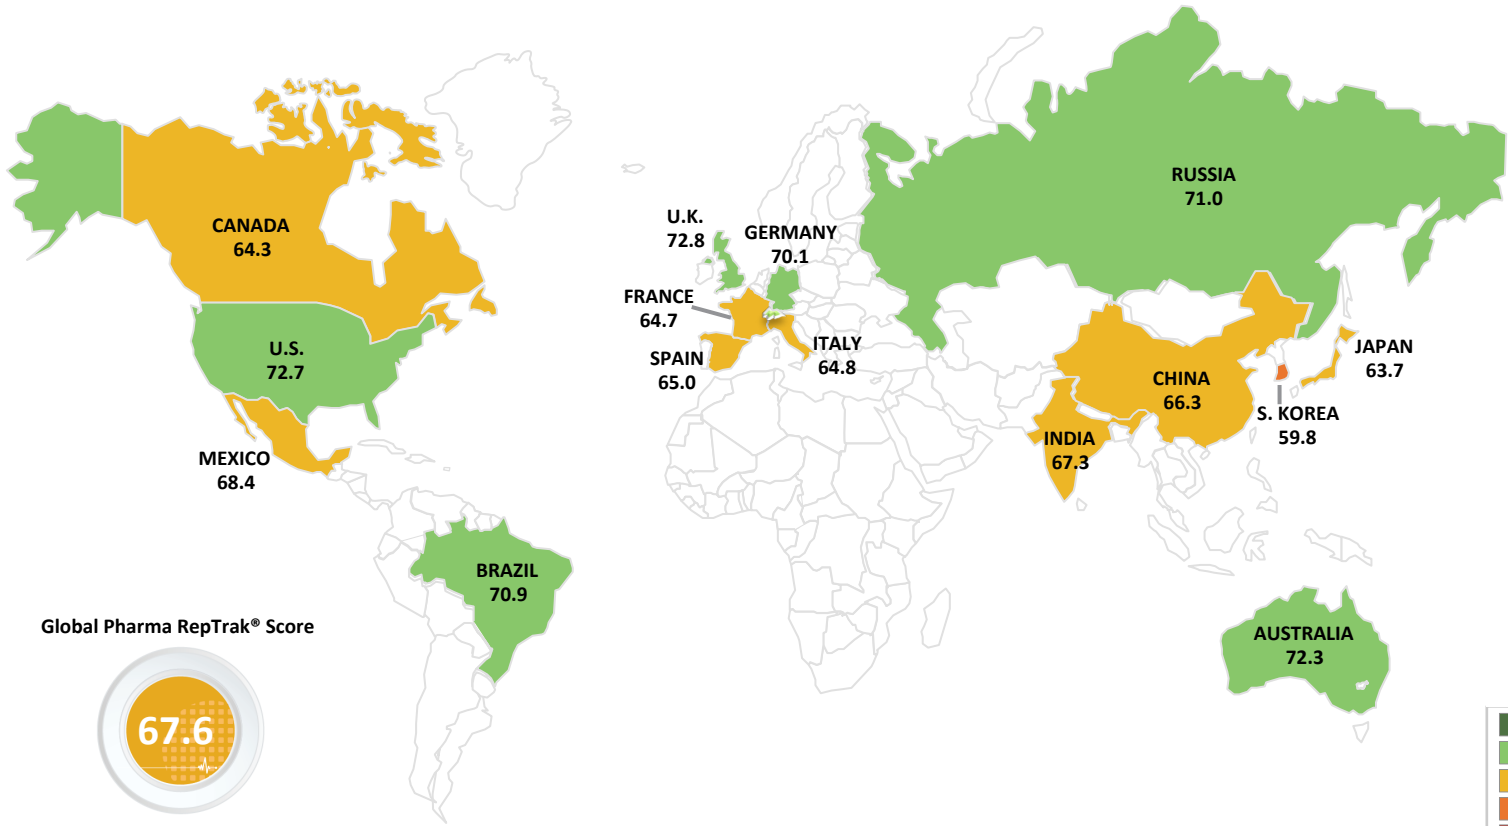 RUSSIA
71.0
CANADA
64.3
U.K.
72.8
GERMANY
70.1
FRANCE
64.7
U.S.
72.7
SPAIN
65.0
ITALY
64.8
JAPAN
63.7
CHINA
66.3
S. KOREA
59.8
INDIA
67.3
MEXICO
68.4
BRAZIL
70.9
AUSTRALIA
72.3
Global Pharma RepTrak® Score
67.6